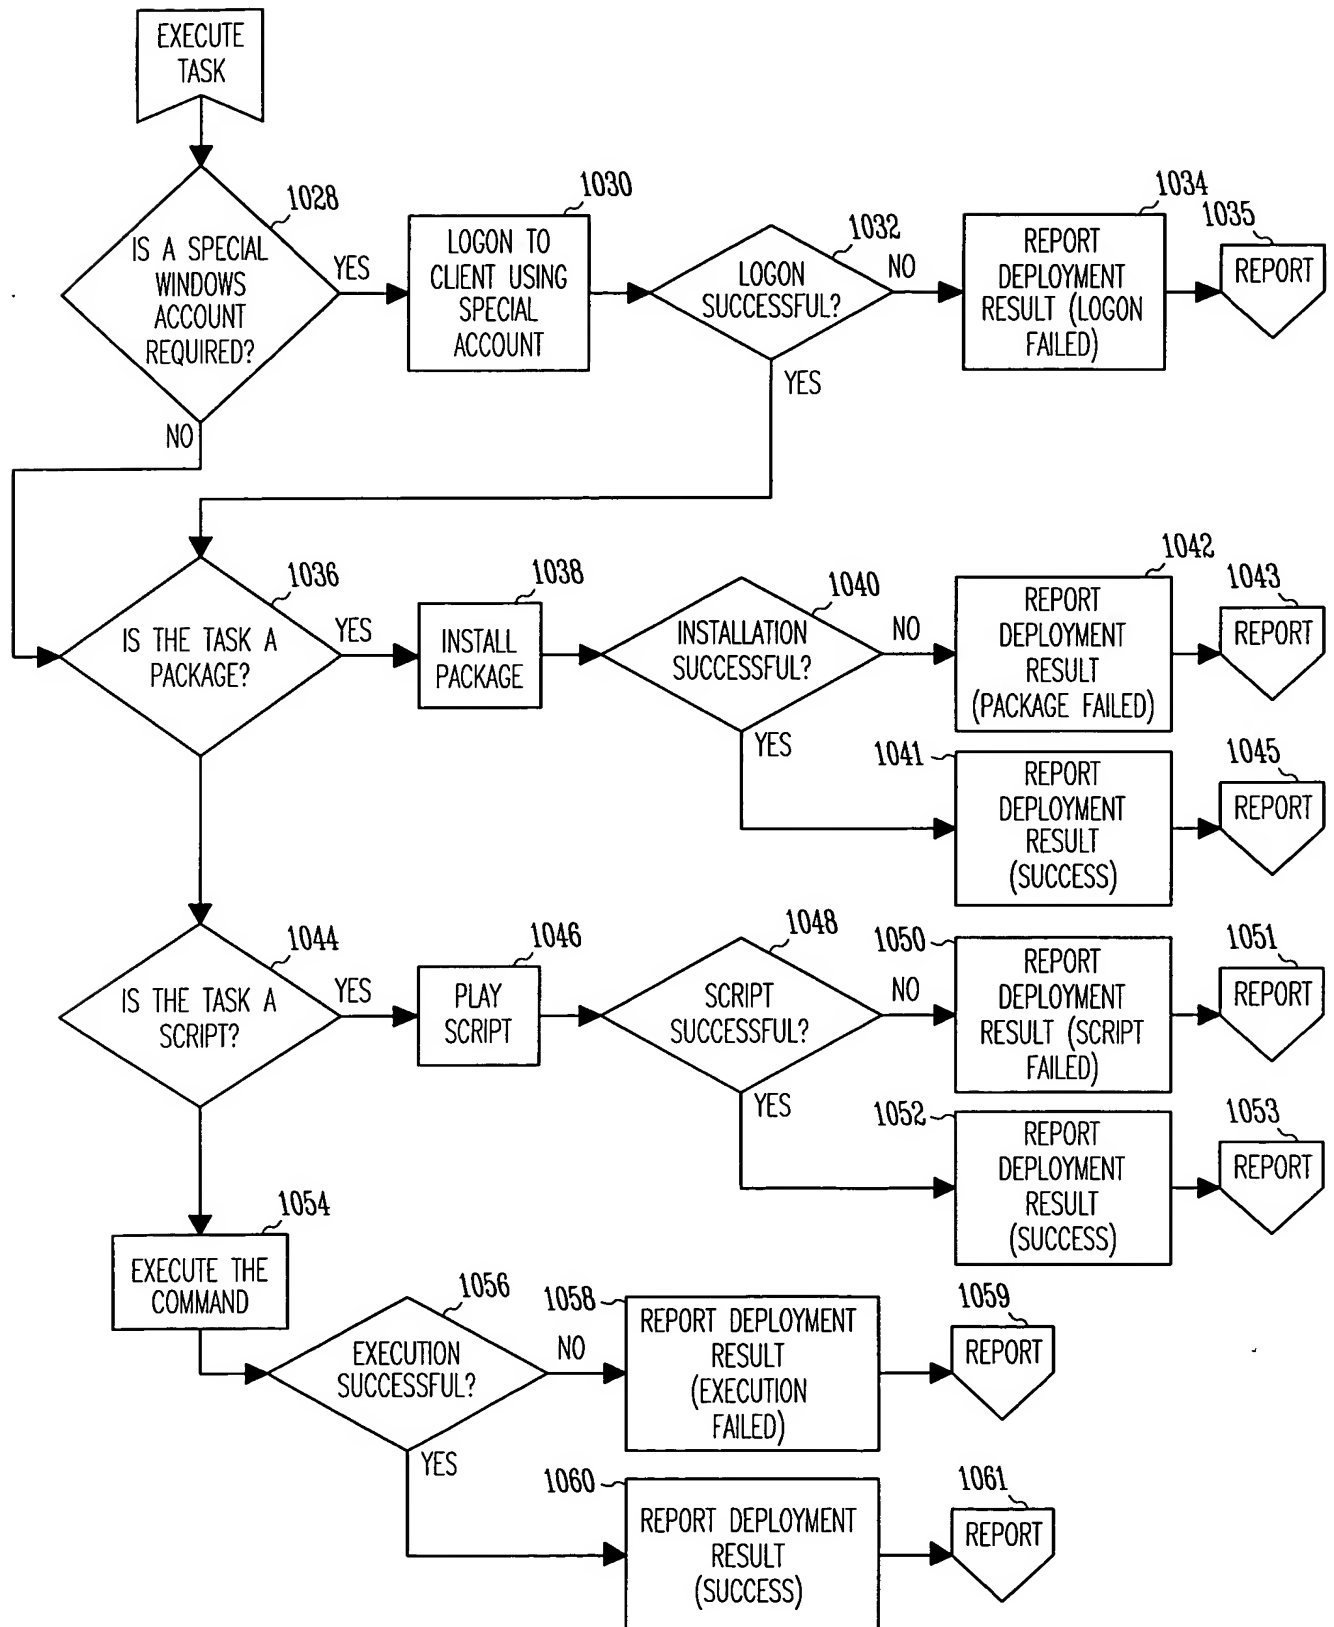 EXECUTE
TASK
1028
IS A SPECIAL
WINDOWS
ACCOUNT
REQUIRED?
YES
NO
1030
LOGON TO
CLIENT USING
SPECIAL
ACCOUNT
1032
LOGON
SUCCESSFUL?
NO
YES
1034
REPORT
DEPLOYMENT
RESULT (LOGON
FAILED)
1035
REPORT
1036
IS THE TASK A
PACKAGE?
YES
1038
INSTALL
PACKAGE
1040
INSTALLATION
SUCCESSFUL?
NO
YES
1042
REPORT
DEPLOYMENT
RESULT
(PACKAGE FAILED)
1043
REPORT
1041
REPORT
DEPLOYMENT
RESULT
(SUCCESS)
1045
REPORT
1044
IS THE TASK A
SCRIPT?
YES
1046
PLAY
SCRIPT
1048
SCRIPT
SUCCESSFUL?
NO
YES
1050
REPORT
DEPLOYMENT
RESULT (SCRIPT
FAILED)
1051
REPORT
1052
REPORT
DEPLOYMENT
RESULT
(SUCCESS)
1053
REPORT
1054
EXECUTE THE
COMMAND
1056
EXECUTION
SUCCESSFUL?
NO
YES
1058
REPORT DEPLOYMENT
RESULT
(EXECUTION
FAILED)
1059
REPORT
1060
REPORT DEPLOYMENT
RESULT
(SUCCESS)
1061
REPORT